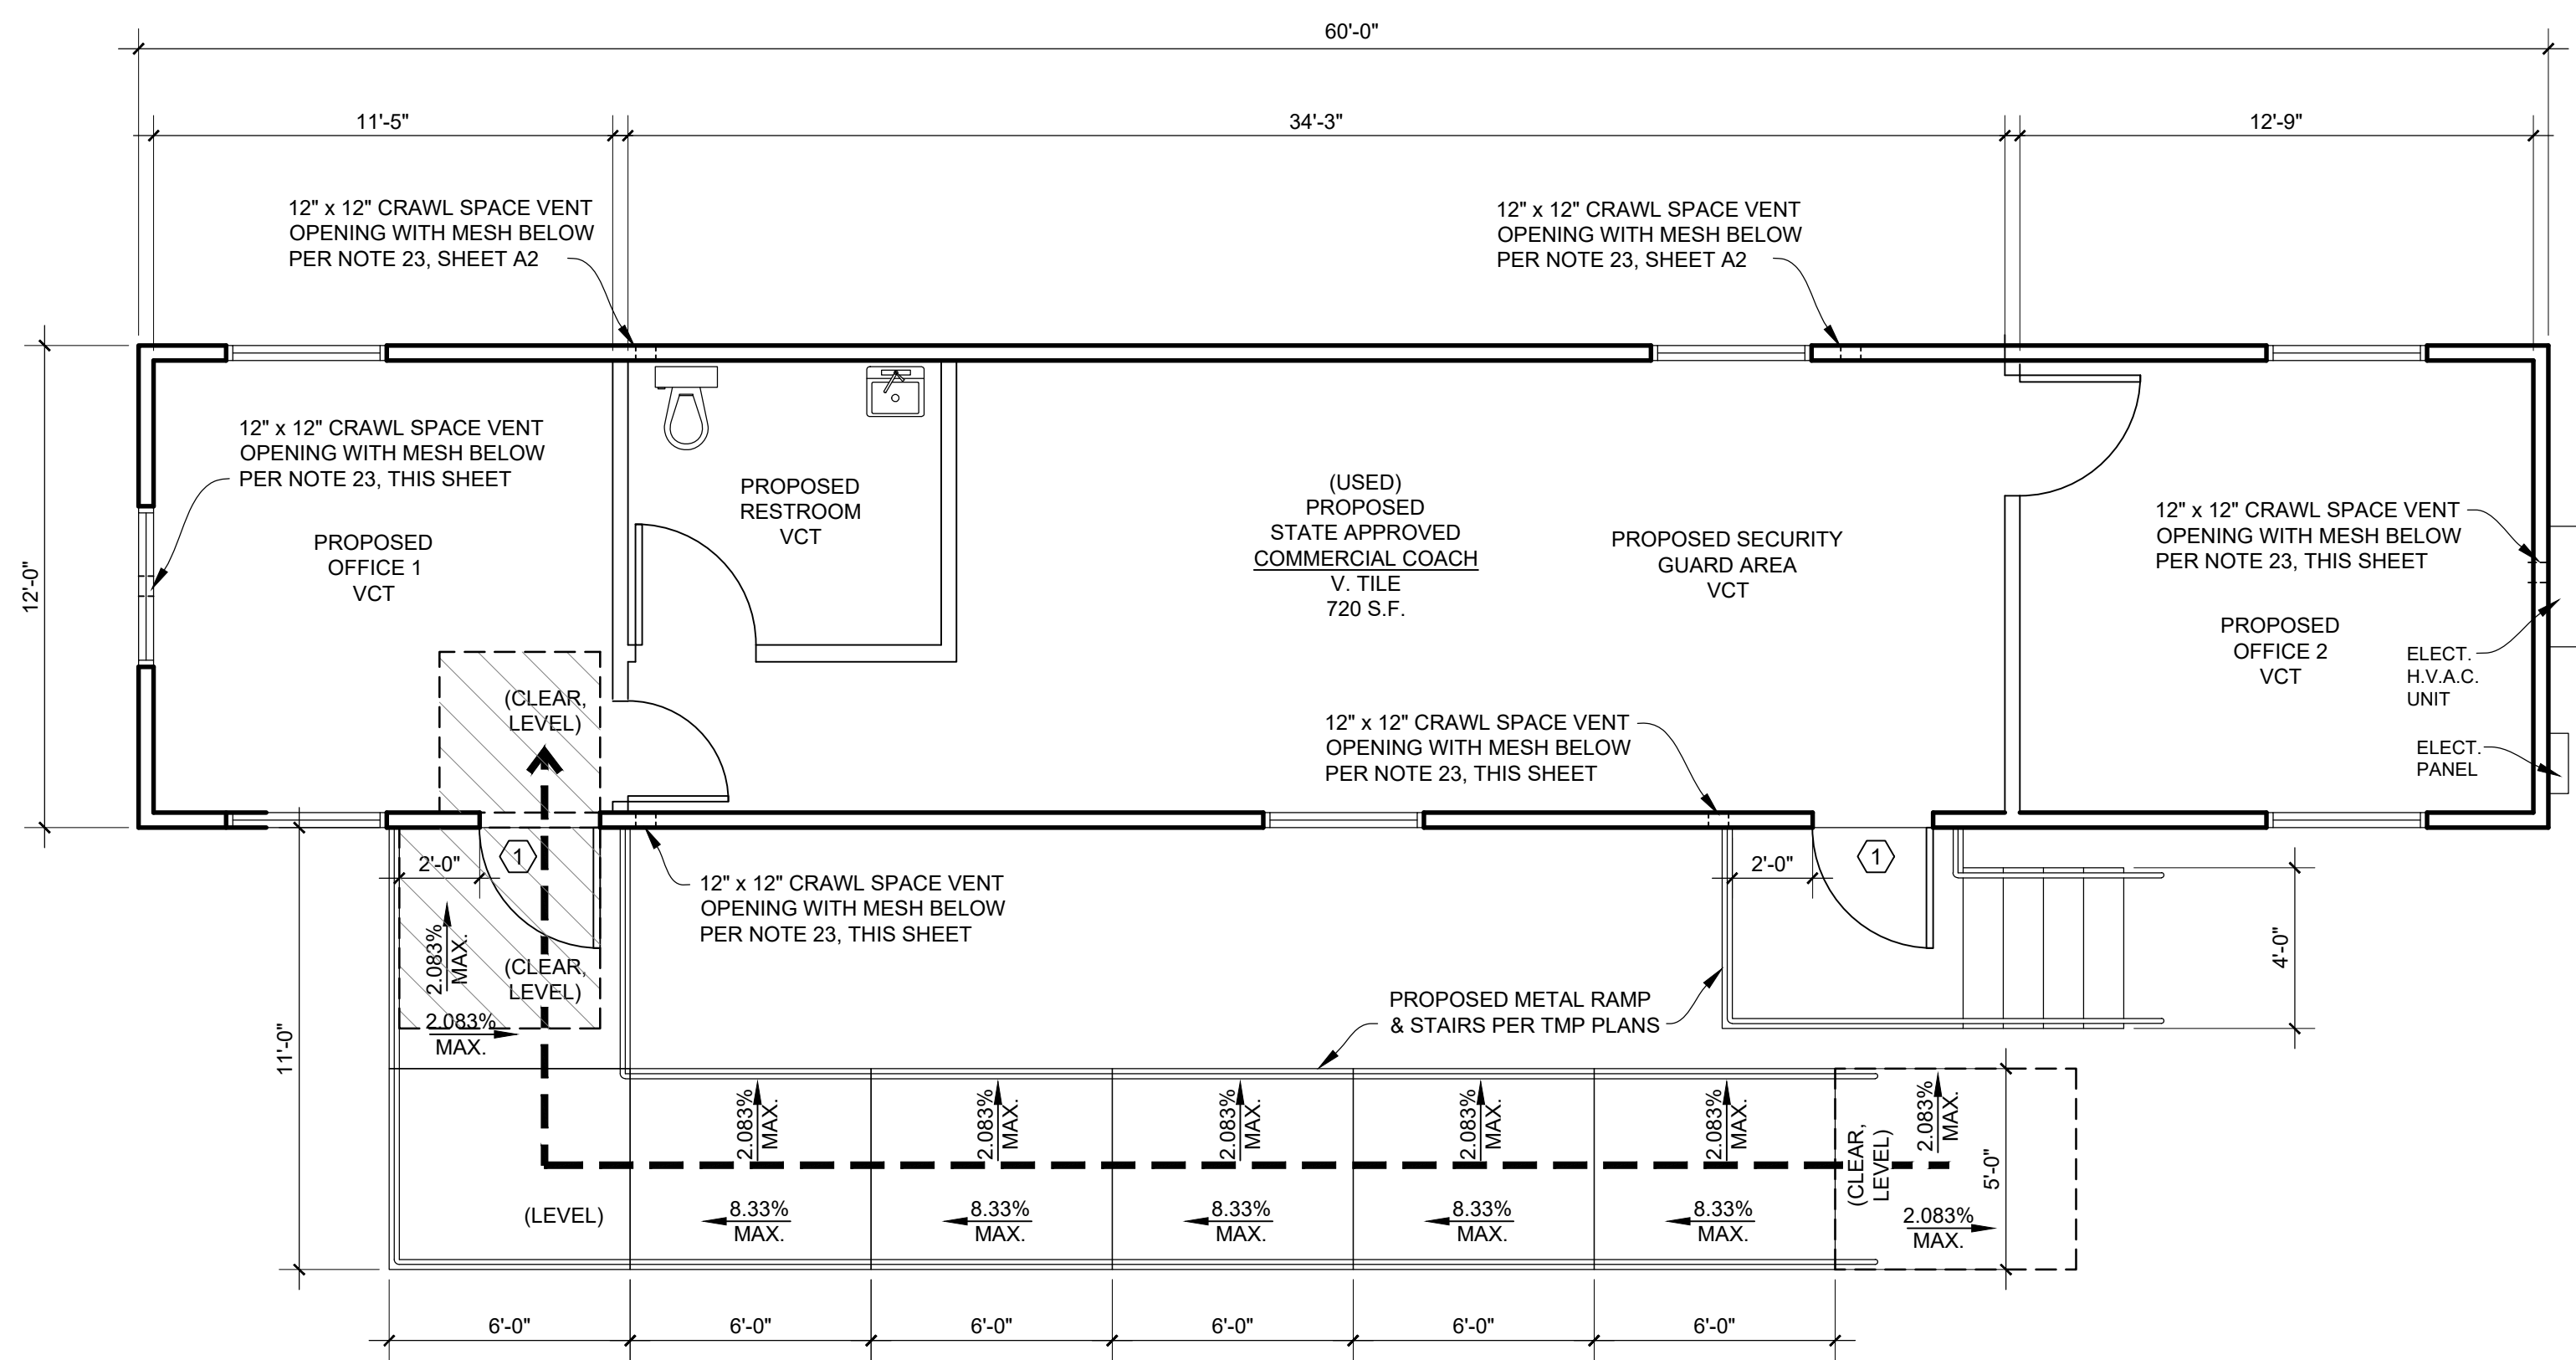 60'-0"
11'-5"
34'-3"
12'-9"
12" x 12" CRAWL SPACE VENT
OPENING WITH MESH BELOW
PER NOTE 23, SHEET A2
12" x 12" CRAWL SPACE VENT
OPENING WITH MESH BELOW
PER NOTE 23, SHEET A2
12" x 12" CRAWL SPACE VENT
OPENING WITH MESH BELOW
PER NOTE 23, THIS SHEET
PROPOSED
OFFICE 1
VCT
PROPOSED
RESTROOM
VCT
(USED)
PROPOSED
STATE APPROVED
COMMERCIAL COACH
V. TILE
720 S.F.
PROPOSED SECURITY
GUARD AREA
VCT
12" x 12" CRAWL SPACE VENT
OPENING WITH MESH BELOW
PER NOTE 23, THIS SHEET
PROPOSED
OFFICE 2
VCT
ELECT.
H.V.A.C.
UNIT
ELECT.
PANEL
12'-0"
(CLEAR,
LEVEL)
12" x 12" CRAWL SPACE VENT
OPENING WITH MESH BELOW
PER NOTE 23, THIS SHEET
2'-0"
1
12" x 12" CRAWL SPACE VENT
OPENING WITH MESH BELOW
PER NOTE 23, THIS SHEET
2'-0"
1
4'-0"
2.083%
MAX.
(CLEAR,
LEVEL)
2.083%
MAX.
11'-0"
PROPOSED METAL RAMP
& STAIRS PER TMP PLANS
2.083%
MAX.
2.083%
MAX.
2.083%
MAX.
2.083%
MAX.
2.083%
MAX.
(CLEAR,
LEVEL)
2.083%
MAX.
5'-0"
(LEVEL)
8.33%
MAX.
8.33%
MAX.
8.33%
MAX.
8.33%
MAX.
8.33%
MAX.
2.083%
MAX.
6'-0"
6'-0"
6'-0"
6'-0"
6'-0"
6'-0"